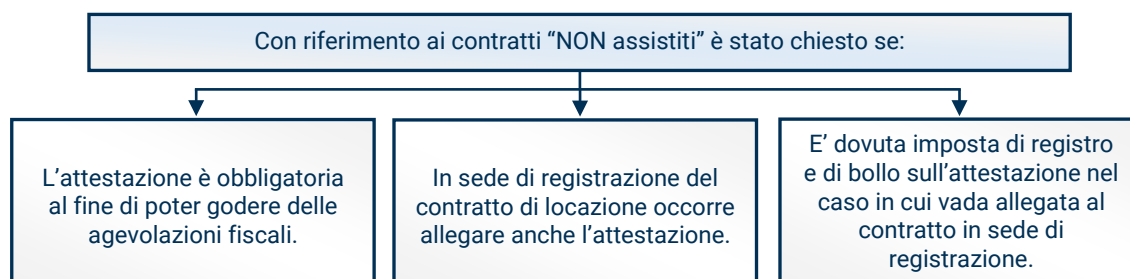 Con riferimento ai contratti “NON assistiti” è stato chiesto se:
L’attestazione è obbligatoria
al fine di poter godere delle
agevolazioni fiscali.
In sede di registrazione del
contratto di locazione occorre
allegare anche l’attestazione.
E’ dovuta imposta di registro
e di bollo sull’attestazione nel
caso in cui vada allegata al
contratto in sede di
registrazione.